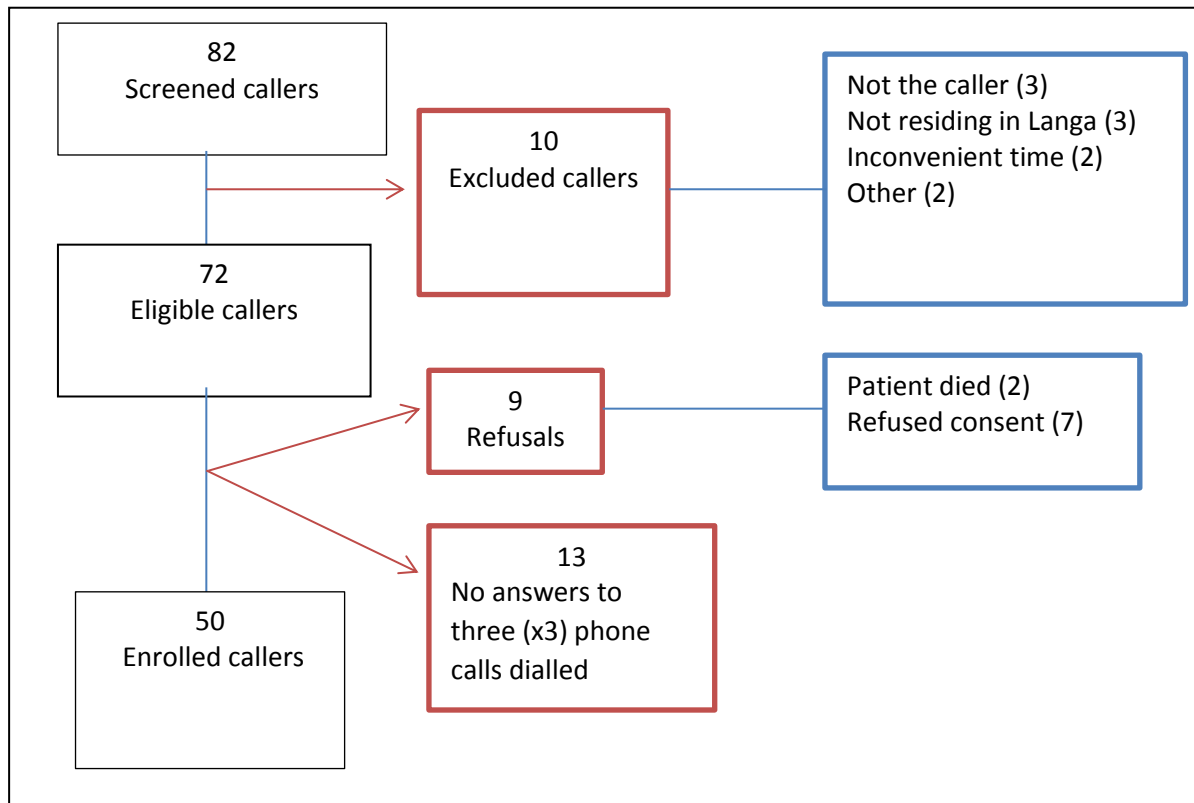 82
Screened callers
10
Excluded callers
Not the caller (3)
Not residing in Langa (3)
Inconvenient time (2)
Other (2)
72
Eligible callers
9
Refusals
Patient died (2)
Refused consent (7)
13
No answers to
three (x3) phone
calls dialled
50
Enrolled callers